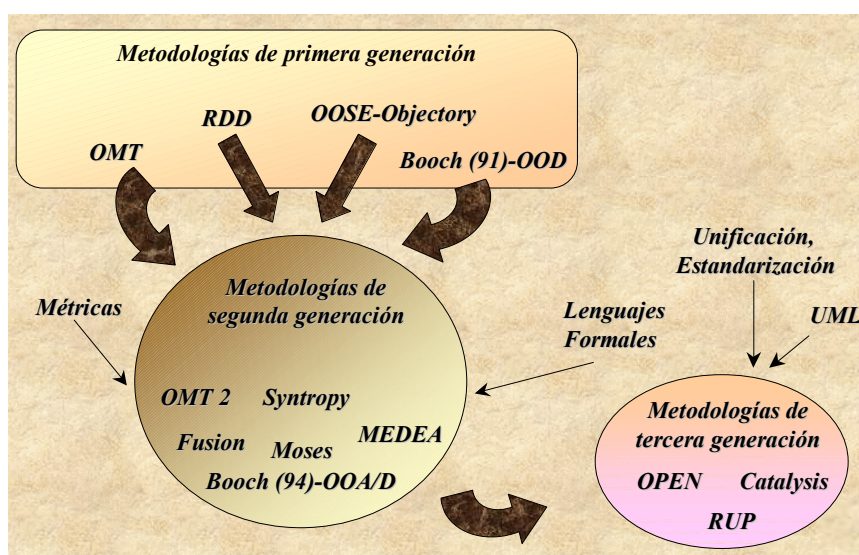 Metodologías de primera generación
RDD
OOSE-Objectory
OMT
Booch (91)-OOD
Unificación,
Estandarización
Metodologías de
segunda generación
Métricas
Lenguajes
Formales
UML
OMT 2
Syntropy
Fusion
Moses
MEDEA
Booch (94)-OOA/D
Metodologías de
tercera generación
OPEN
Catalysis
RUP